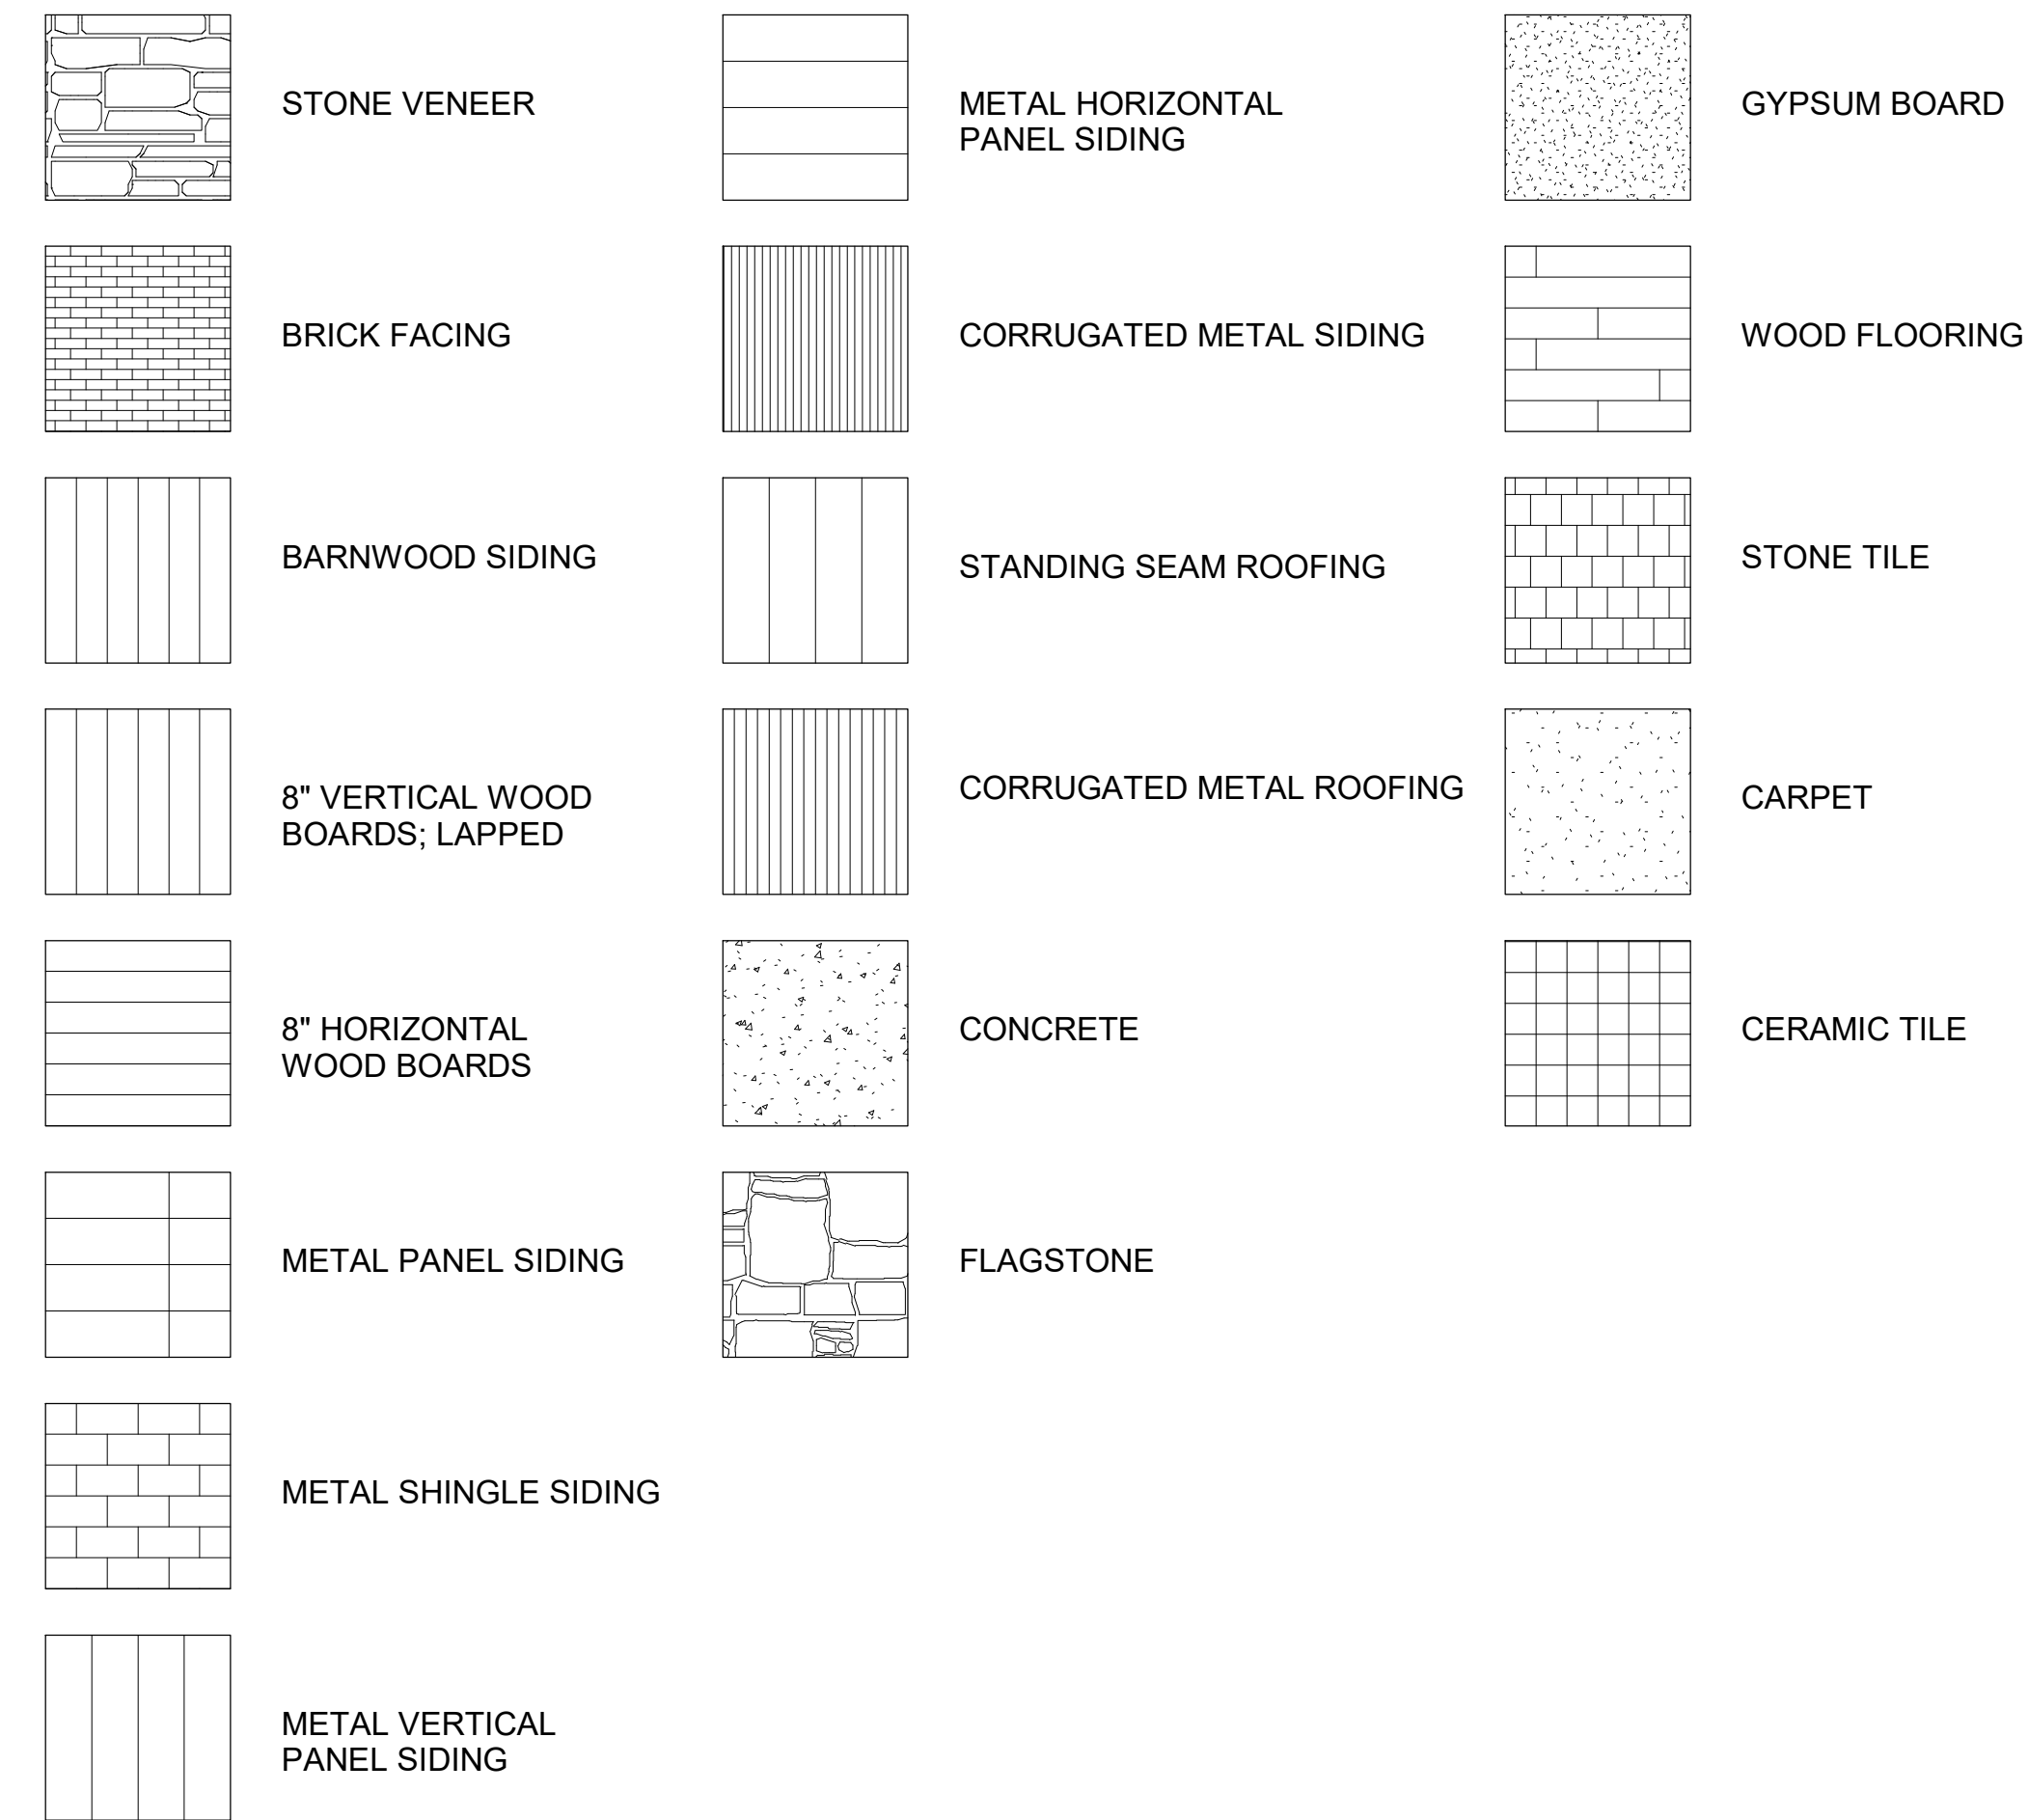 STONE VENEER
BRICK FACING
BARNWOOD SIDING
8" VERTICAL WOOD
BOARDS; LAPPED
8" HORIZONTAL
WOOD BOARDS
METAL PANEL SIDING
METAL SHINGLE SIDING
METAL VERTICAL
PANEL SIDING
METAL HORIZONTAL
PANEL SIDING
CORRUGATED METAL SIDING
STANDING SEAM ROOFING
CORRUGATED METAL ROOFING
CONCRETE
FLAGSTONE
GYPSUM BOARD
WOOD FLOORING
STONE TILE
CARPET
CERAMIC TILE